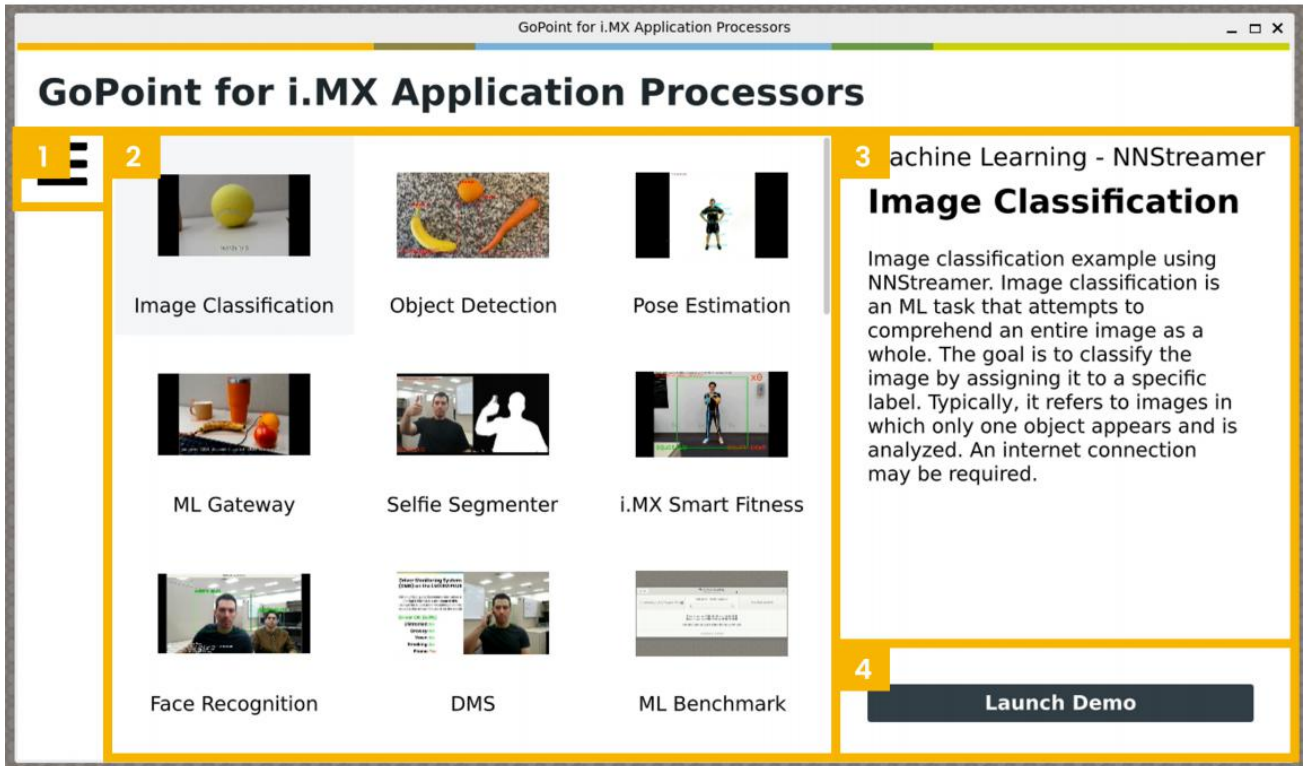 GoPoint for i.MX Application Processors
GoPoint for i.MX Application Processors
1
2
3
achine Learning - NNStreamer
Image Classification
Image classification example using
NNStreamer. Image classification is
an ML task that attempts to
comprehend an entire image as a
whole. The goal is to classify the
image by assigning it to a specific
label. Typically, it refers to images in
which only one object appears and is
analyzed. An internet connection
may be required.
Image Classification
Object Detection
Pose Estimation
x0
ML Gateway
Selfie Segmenter
i.MX Smart Fitness
Face Recognition
DMS
ML Benchmark
4
Launch Demo